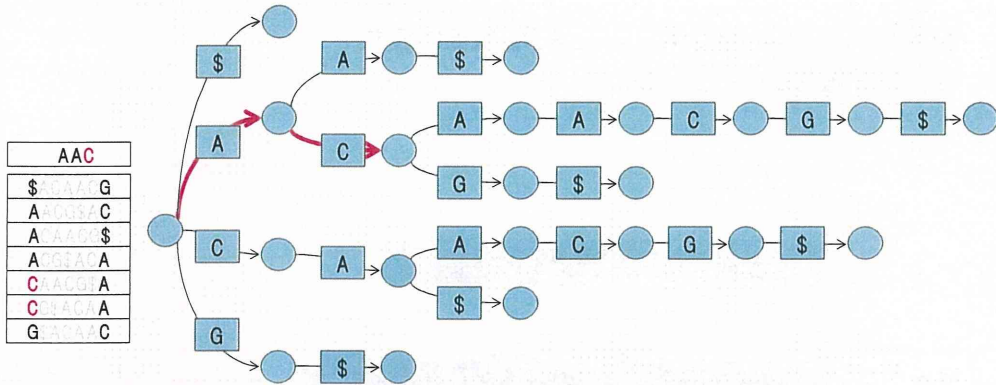 $
A $
A A C G $
A C
G $
AAC
$ACAACG
AACG$AC
ACAACG$
ACG$ACA
CAACG$A
CG$ACAA
G$ACAAC
A C G $
C A
$
G $